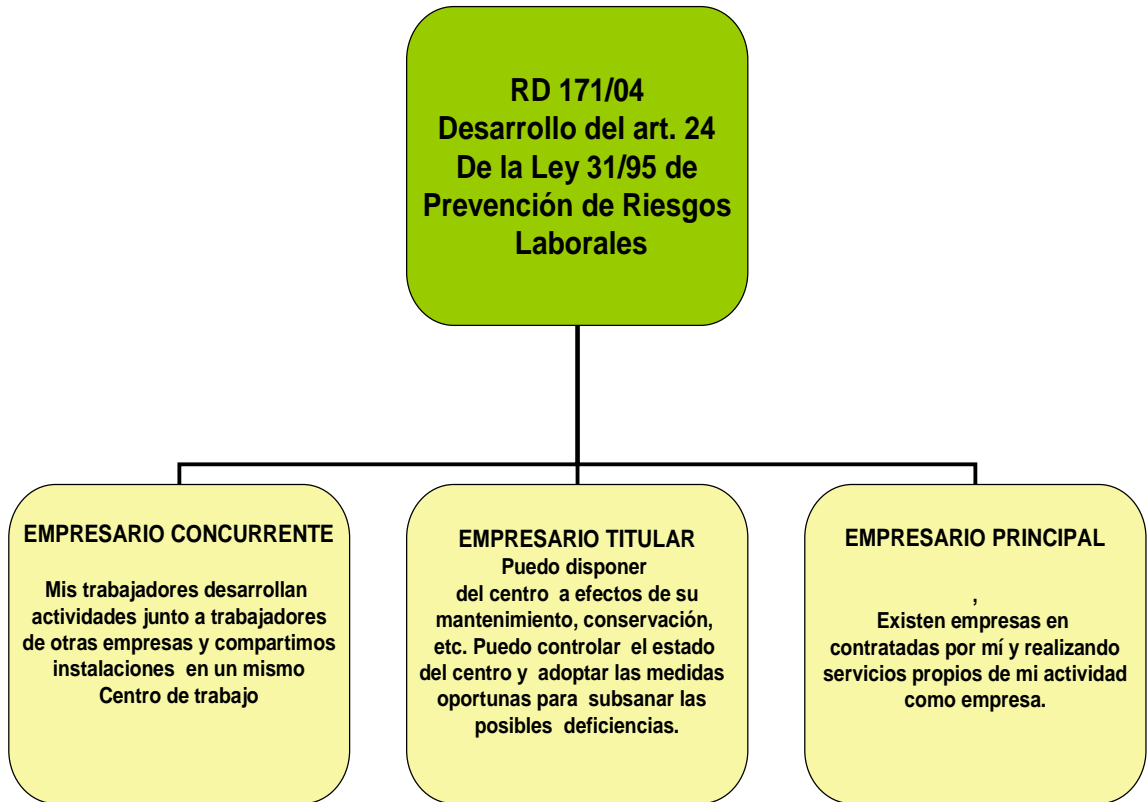 RD 171/04
Desarrollo del art. 24
De la Ley 31/95 de
Prevención de Riesgos
Laborales
EMPRESARIO CONCURRENTE
Mis trabajadores desarrollan
actividades junto a trabajadores
de otras empresas y compartimos
instalaciones en un mismo
Centro de trabajo
EMPRESARIO TITULAR
Puedo disponer
del centro a efectos de su
mantenimiento, conservación,
etc. Puedo controlar el estado
del centro y adoptar las medidas
oportunas para subsanar las
posibles deficiencias.
EMPRESARIO PRINCIPAL
,
Existen empresas en
contratadas por mí y realizando
servicios propios de mi actividad
como empresa.